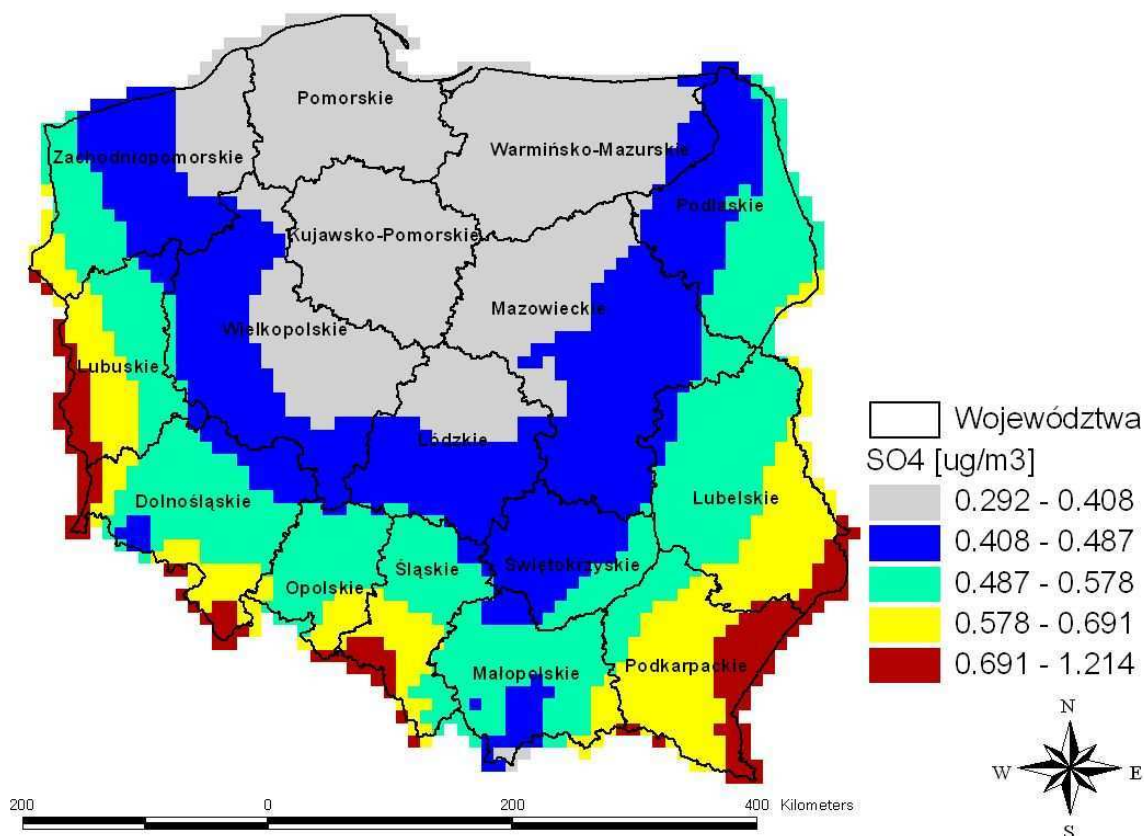 Pomorskie
Zachodniopomorskie
Warmińsko-Mazurskie
Podlaskie
Kujawsko-Pomorskie
Mazowieckie
Wielkopolskie
Lubuskie
Łódzkie
Dolnośląskie
Lubelskie
Opolskie
Śląskie
Świętokrzyskie
Małopolskie
Podkarpackie
Województwa
SO4 [ug/m3]
0.292 - 0.408
0.408 - 0.487
0.487 - 0.578
0.578 - 0.691
0.691 - 1.214
N
W E
S
200 0 200 400 Kilometers